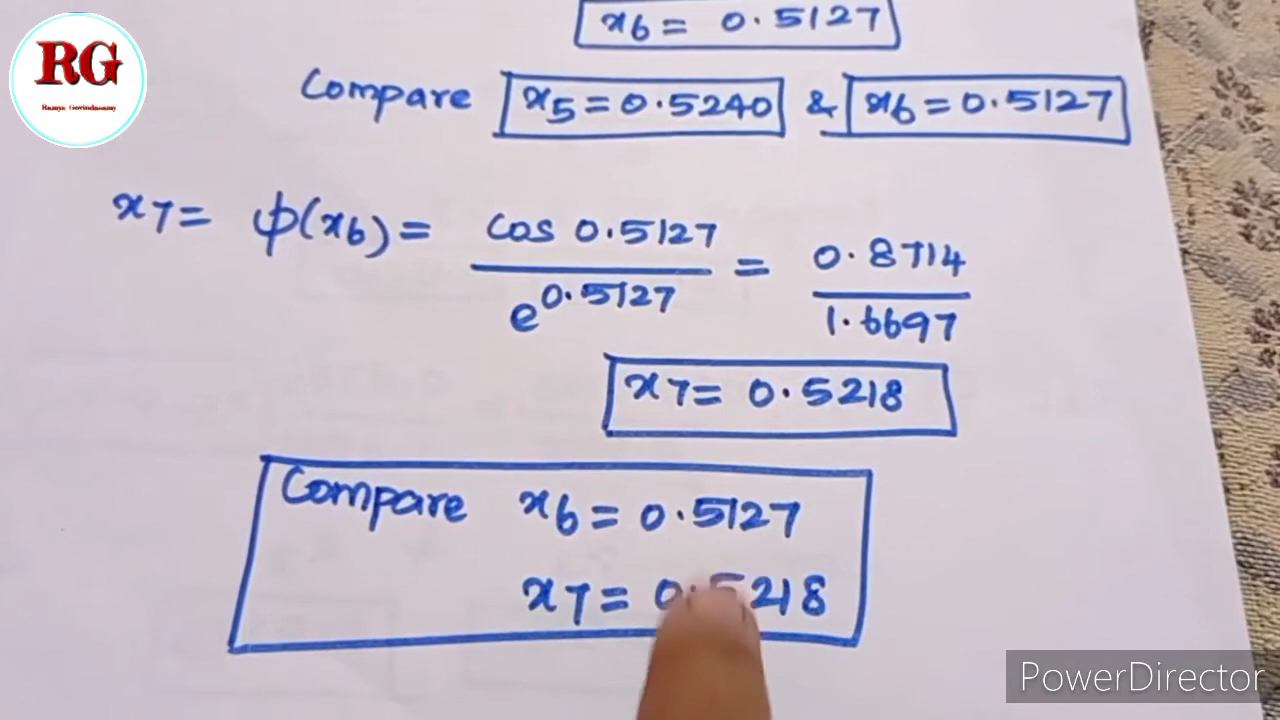 RG
x6 = 0.5127
Compare x5 = 0.5240 & x6 = 0.5127
x7 = φ(x6) = cos 0.5127 / e^0.5127 = 0.8714 / 1.6697
x7 = 0.5218
Compare x6 = 0.5127
x7 = 0.5218
PowerDirector